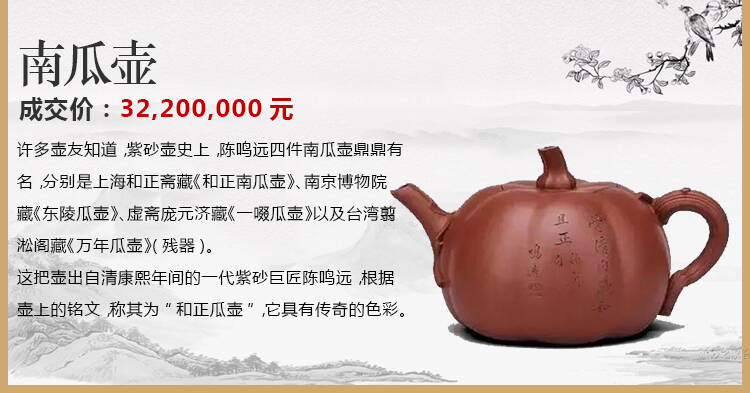 南瓜壶
成交价：32,200,000 元
许多壶友知道,紫砂壶史上,陈鸣远四件南瓜壶鼎鼎有
名,分别是上海和正斋藏《和正南瓜壶》、南京博物院
藏《东陵瓜壶》、虚斋庞元济藏《一啜瓜壶》以及台湾翦
淞阁藏《万年瓜壶》(残器)。
这把壶出自清康熙年间的一代紫砂巨匠陈鸣远,根据
壶上的铭文,称其为“和正瓜壶”,它具有传奇的色彩。
且正